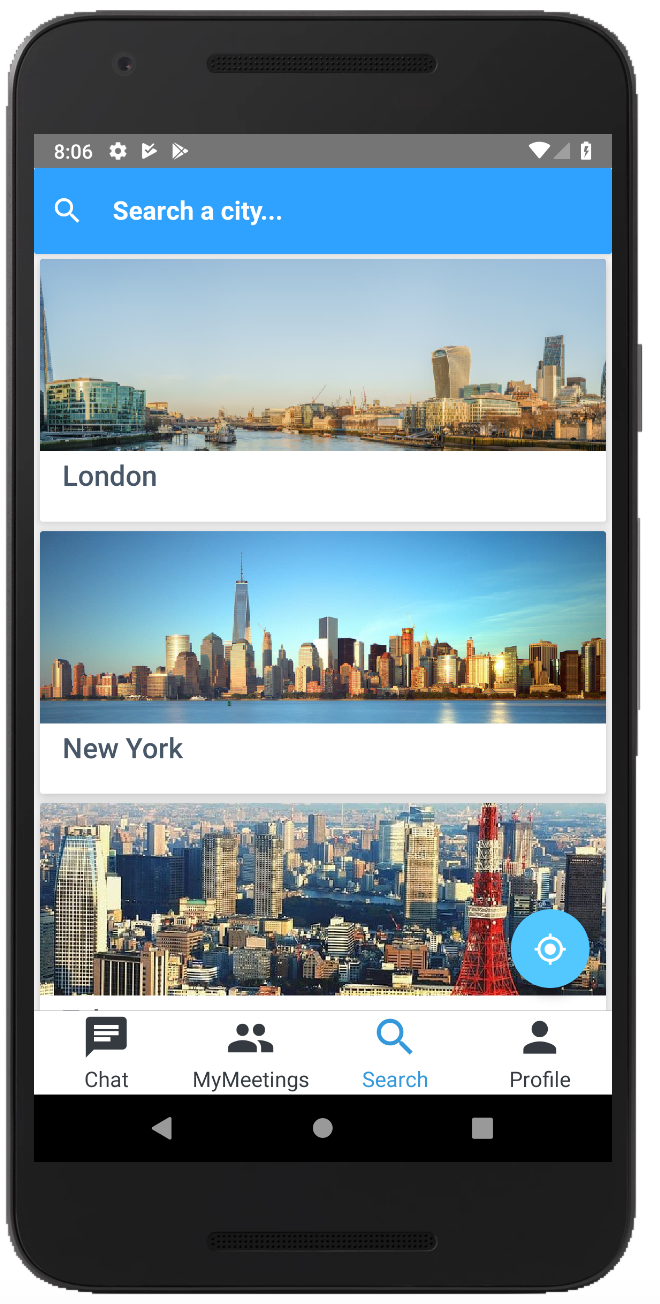 8:06
Search a city...
London
New York
Chat
MyMeetings
Search
Profile